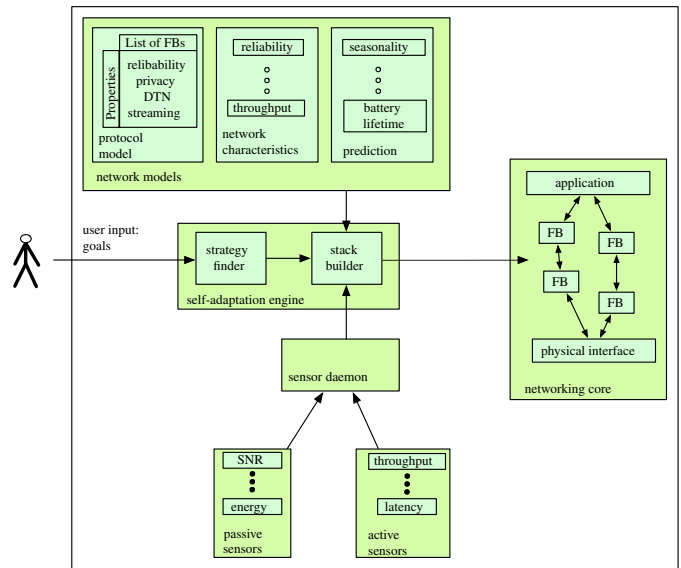 List of FBs
Properties
relibability
privacy
DTN
streaming
protocol
model
reliability
throughput
network
characteristics
seasonality
battery
lifetime
prediction
network models
user input:
goals
strategy
finder
stack
builder
self-adaptation engine
application
FB
FB
FB
FB
physical interface
networking core
sensor daemon
SNR
energy
passive
sensors
throughput
latency
active
sensors